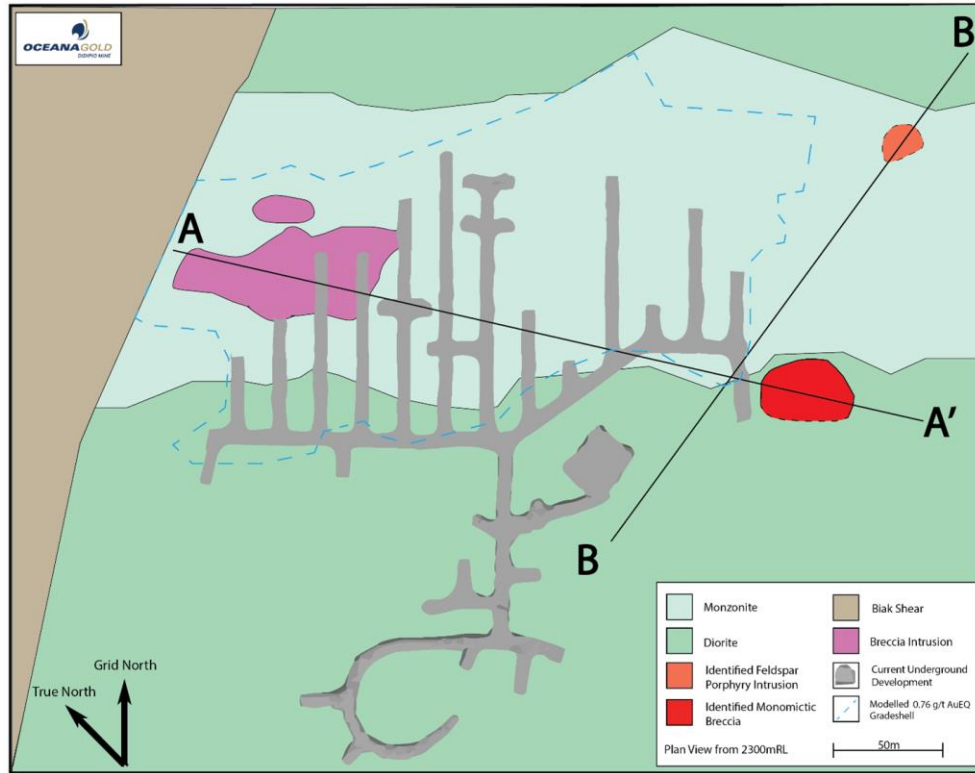 OCEANAGOLD
DIDIPIO MINE
B
A
A'
B
Grid North
True North
Monzonite
Diorite
Identified Feldspar
Porphyry Intrusion
Identified Monomictic
Breccia
Biak Shear
Breccia Intrusion
Current Underground
Development
Modelled 0.76 g/t AuEQ
Gradeshell
Plan View from 2300mRL
50m